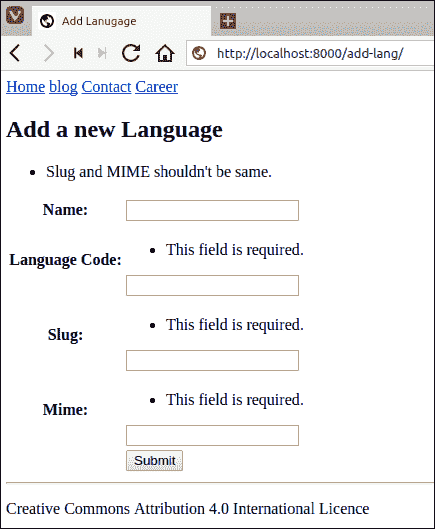 Add Lanugage
http://localhost:8000/add-lang/
Home blog Contact Career
Add a new Language
Slug and MIME shouldn't be same.
Name:
This field is required.
Language Code:
This field is required.
Slug:
This field is required.
Mime:
Submit
Creative Commons Attribution 4.0 International Licence